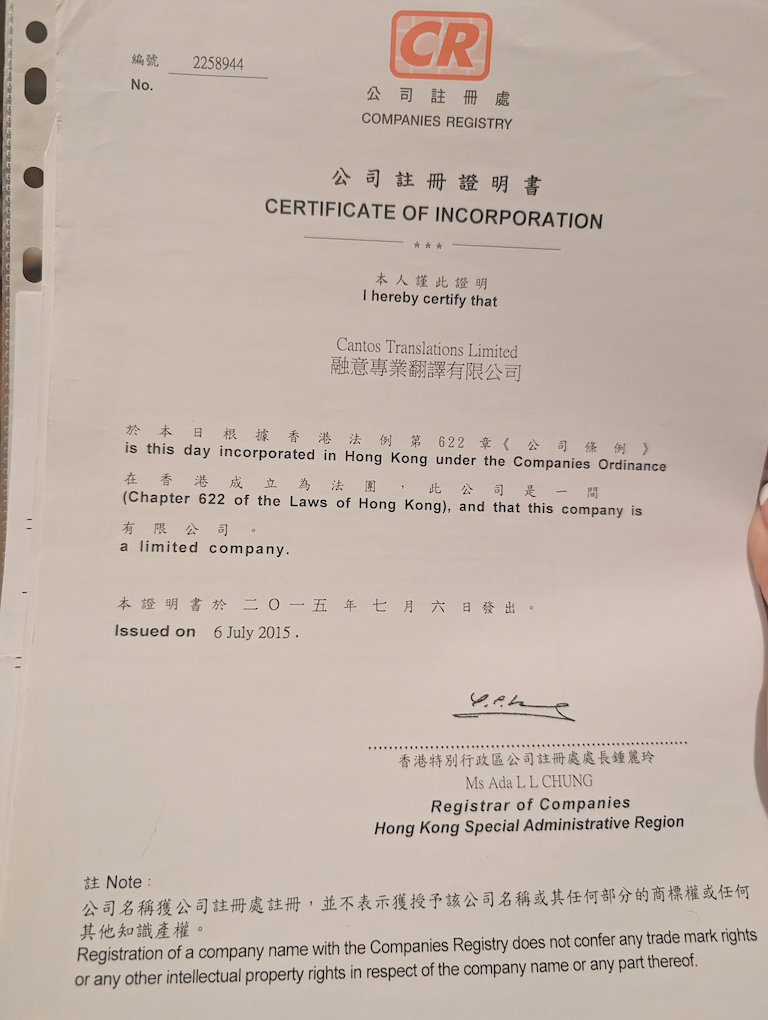 CR
編號 2258944
No.
公司註冊處
COMPANIES REGISTRY
公司註冊證明書
CERTIFICATE OF INCORPORATION
***
本人謹此證明
I hereby certify that
Cantos Translations Limited
融意專業翻譯有限公司
於本日根據香港法例第622章《公司條例》
is this day incorporated in Hong Kong under the Companies Ordinance
在香港成立為法團，此公司是一間
(Chapter 622 of the Laws of Hong Kong), and that this company is
有限公司。
a limited company.
本證明書於二〇一五年七月六日發出。
Issued on 6 July 2015.
香港特別行政區公司註冊處處長鍾麗玲
Ms Ada L L CHUNG
Registrar of Companies
Hong Kong Special Administrative Region
註 Note:
公司名稱獲公司註冊處註冊，並不表示獲授予該公司名稱或其任何部分的商標權或任何
其他知識產權。
Registration of a company name with the Companies Registry does not confer any trade mark rights
or any other intellectual property rights in respect of the company name or any part thereof.